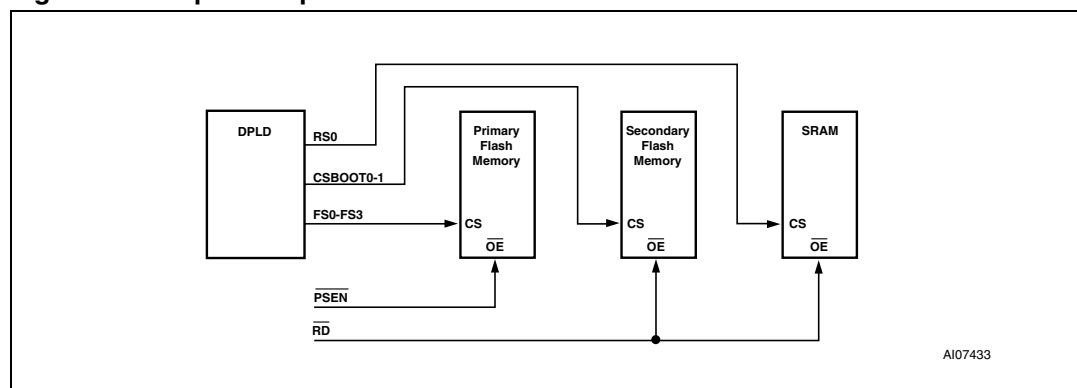 DPLD
RS0
CSBOOT0-1
FS0-FS3
Primary
Flash
Memory
CS
OE
Secondary
Flash
Memory
CS
OE
SRAM
CS
OE
PSEN
RD
AI07433